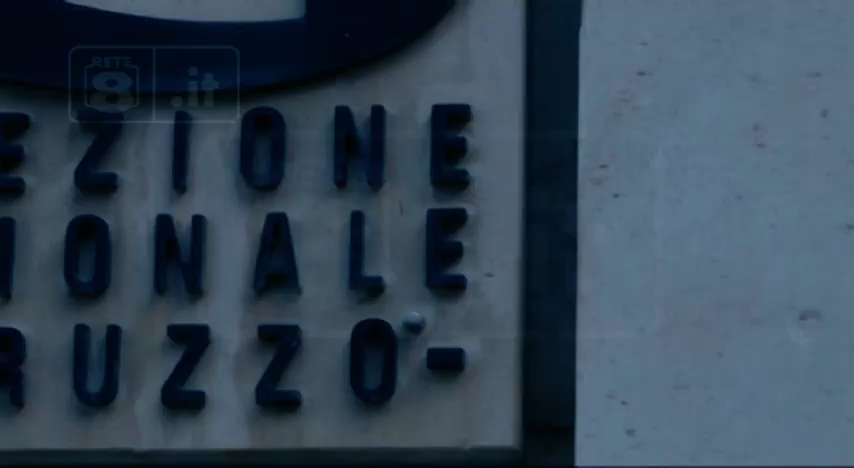 RETE
8 .it
EZIONE
IONALE
RUZZO-